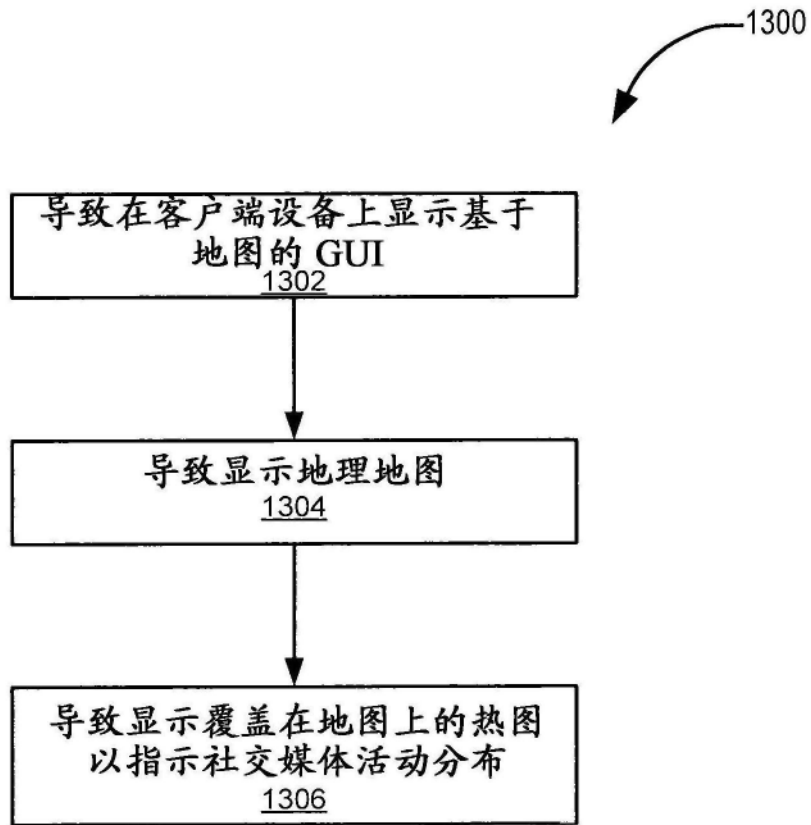 1300
导致在客户端设备上显示基于
地图的 GUI
1302
导致显示地理地图
1304
导致显示覆盖在地图上的热图
以指示社交媒体活动分布
1306